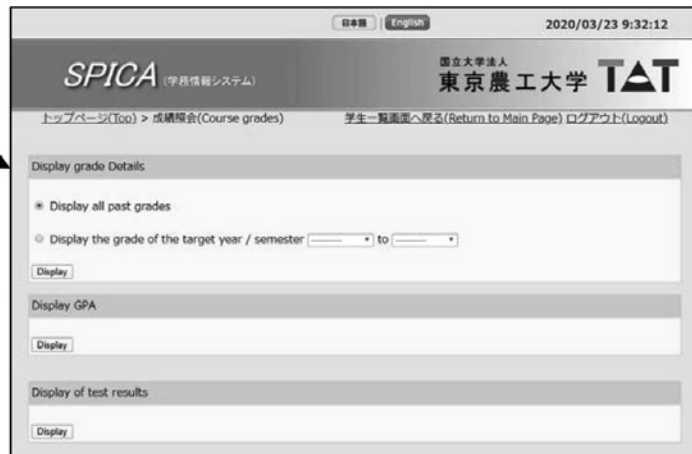 日本語 | English 2020/03/23 9:32:12
SPICA (学務情報システム)
国立大学法人
東京農工大学 TAT
トップページ(Top) > 成績照会(Course grades) 学生一覧画面へ戻る(Return to Main Page) ログアウト(Logout)
Display grade Details
Display all past grades
Display the grade of the target year / semester -------- to --------
Display
Display GPA
Display
Display of test results
Display